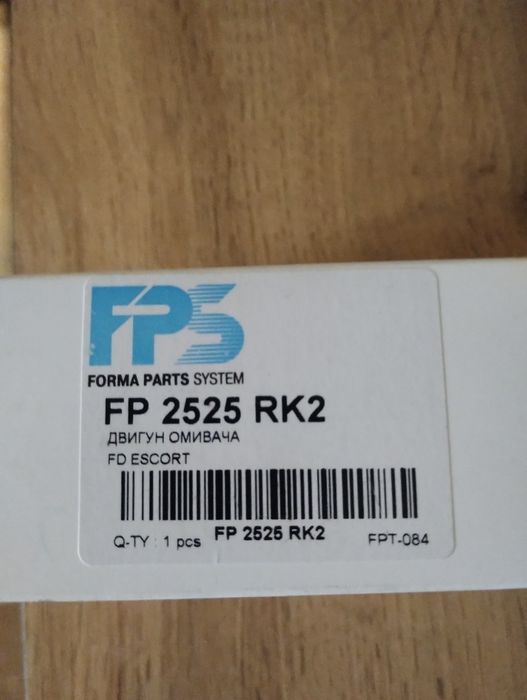 FPS
FORMA PARTS SYSTEM
FP 2525 RK2
ДВИГУН ОМИВАЧА
FD ESCORT
Q-TY : 1 pcs FP 2525 RK2 FPT-084